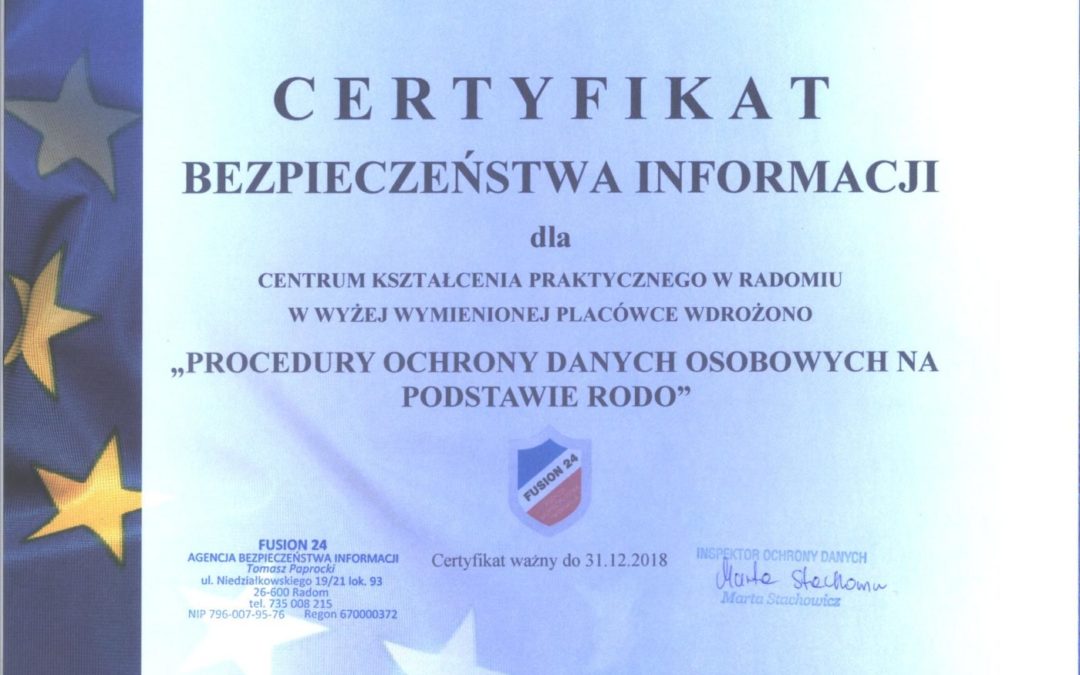 CERTYFIKAT
BEZPIECZEŃSTWA INFORMACJI
dla
CENTRUM KSZTAŁCENIA PRAKTYCZNEGO W RADOMIU
W WYŻEJ WYMIENIONEJ PLACÓWCE WDROŻONO
„PROCEDURY OCHRONY DANYCH OSOBOWYCH NA
PODSTAWIE RODO”
FUSION 24
FUSION 24
AGENCJA BEZPIECZEŃSTWA INFORMACJI
Tomasz Paprocki
ul. Niedziałkowskiego 19/21 lok. 93
26-600 Radom
tel. 735 008 215
NIP 796-007-95-76 Regon 670000372
Certyfikat ważny do 31.12.2018
INSPEKTOR OCHRONY DANYCH
Marta Stachowicz
Marta Stachowicz